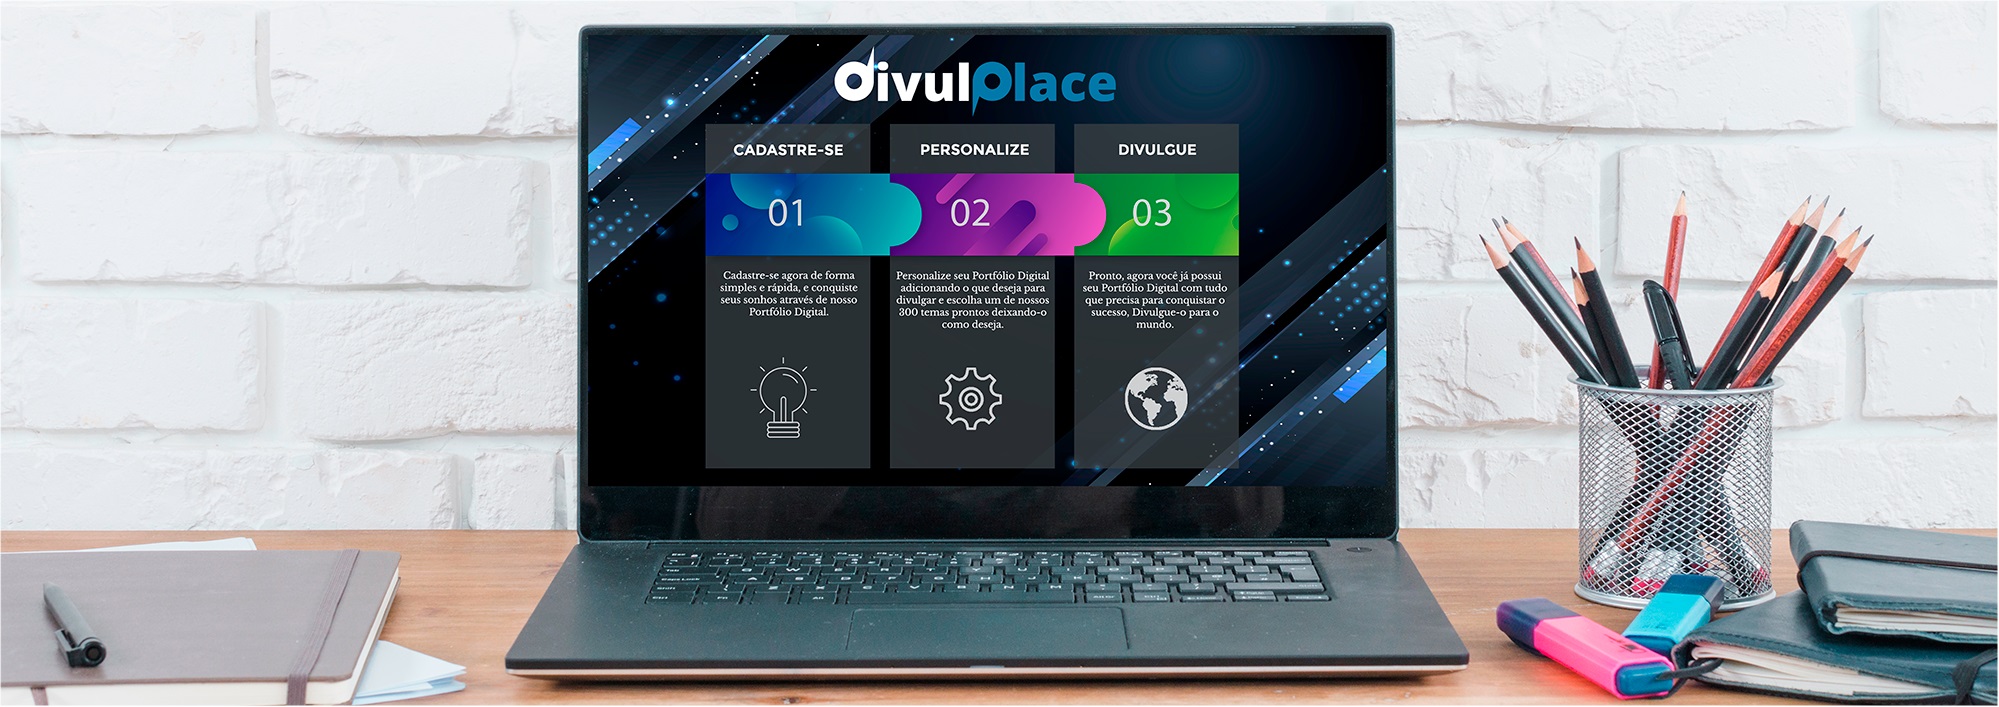 divulplace
CADASTRE-SE
01
Cadastre-se agora de forma
simples e rápida, e conquiste
seus sonhos através de nosso
Portfólio Digital.
PERSONALIZE
02
Personalize seu Portfólio Digital
adicionando o que deseja para
divulgar e escolha um de nossos
300 temas prontos deixando-o
como deseja.
DIVULGUE
03
Pronto, agora você já possui
seu Portfólio Digital com tudo
que precisa para conquistar o
sucesso, Divulgue-o para o
mundo.